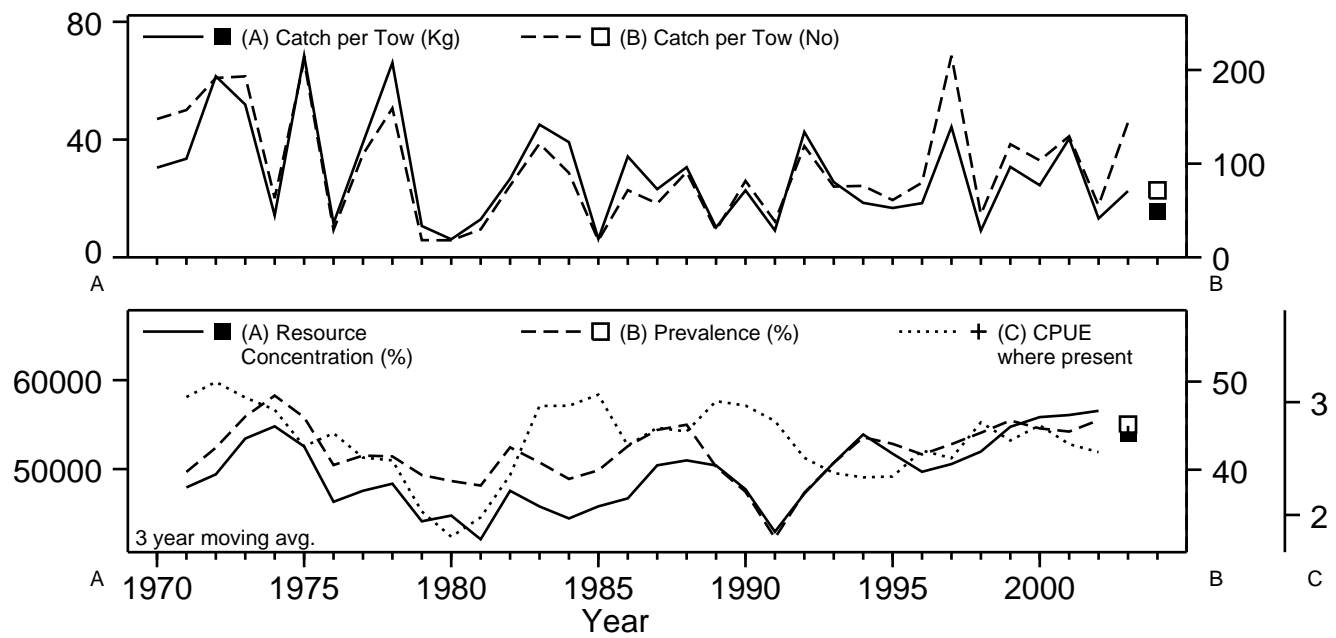 80
40
0
A
(A) Catch per Tow (Kg)
(B) Catch per Tow (No)
200
100
0
B
(A) Resource
Concentration (%)
(B) Prevalence (%)
(C) CPUE
where present
60000
50000
A
3 year moving avg.
50
40
B
3
2
C
1970 1975 1980 1985 1990 1995 2000
Year